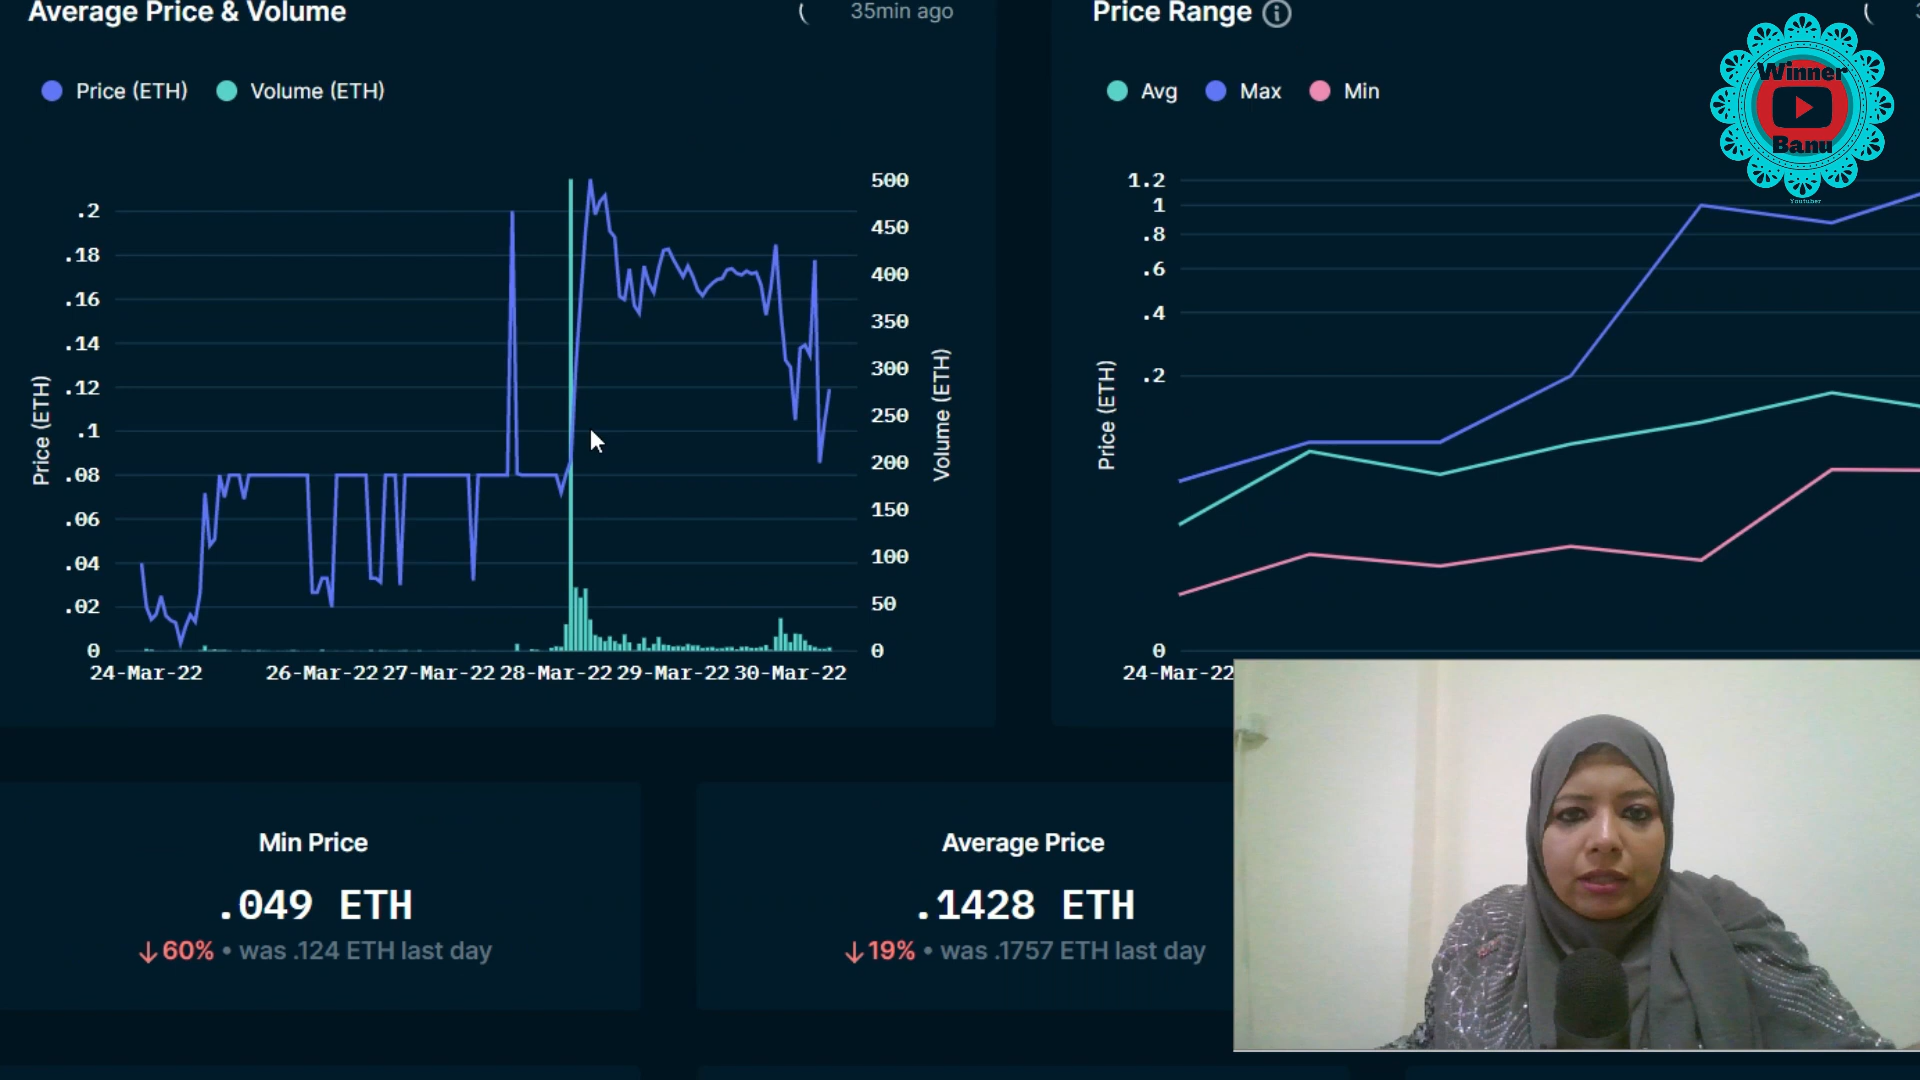 Average Price & Volume
35min ago
Price (ETH)
Volume (ETH)
500
450
400
350
300
250
200
150
100
50
0
.2
.18
.16
.14
.12
.1
.08
.06
.04
.02
0
Price (ETH)
Volume (ETH)
24-Mar-22
26-Mar-22
27-Mar-22
28-Mar-22
29-Mar-22
30-Mar-22
Price Range
Avg
Max
Min
1.2
1
.8
.6
.4
.2
0
Price (ETH)
24-Mar-22
Winner
Banu
Youtuber
Min Price
.049 ETH
↓60% • was .124 ETH last day
Average Price
.1428 ETH
↓19% • was .1757 ETH last day